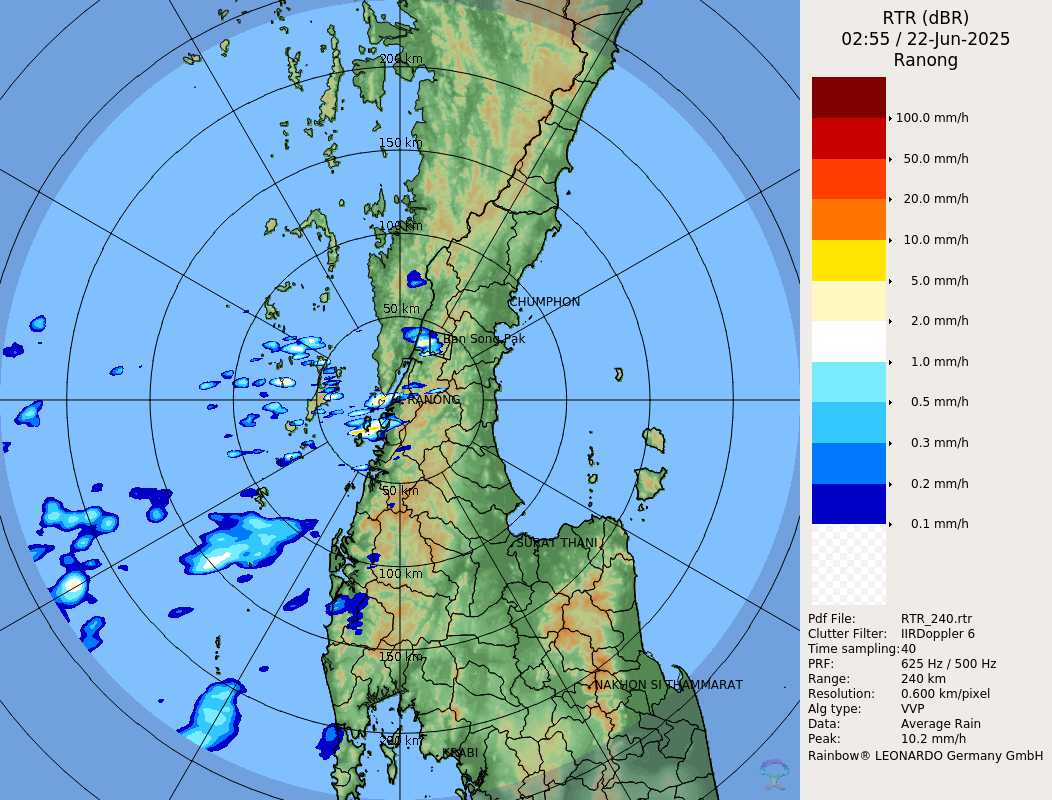 RTR (dBR)
02:55 / 22-Jun-2025
Ranong
100.0 mm/h
50.0 mm/h
20.0 mm/h
10.0 mm/h
5.0 mm/h
2.0 mm/h
1.0 mm/h
0.5 mm/h
0.3 mm/h
0.2 mm/h
0.1 mm/h
Pdf File: RTR_240.rtr
Clutter Filter: IIRDoppler 6
Time sampling:40
PRF: 625 Hz / 500 Hz
Range: 240 km
Resolution: 0.600 km/pixel
Alg type: VVP
Data: Average Rain
Peak: 10.2 mm/h
Rainbow® LEONARDO Germany GmbH
200 km
150 km
100 km
CHUMPHON
50 km
Ban Song Pak
RANONG
50 km
SURAT THANI
100 km
150 km
NAKHON SI THAMMARAT
200 km
KRABI